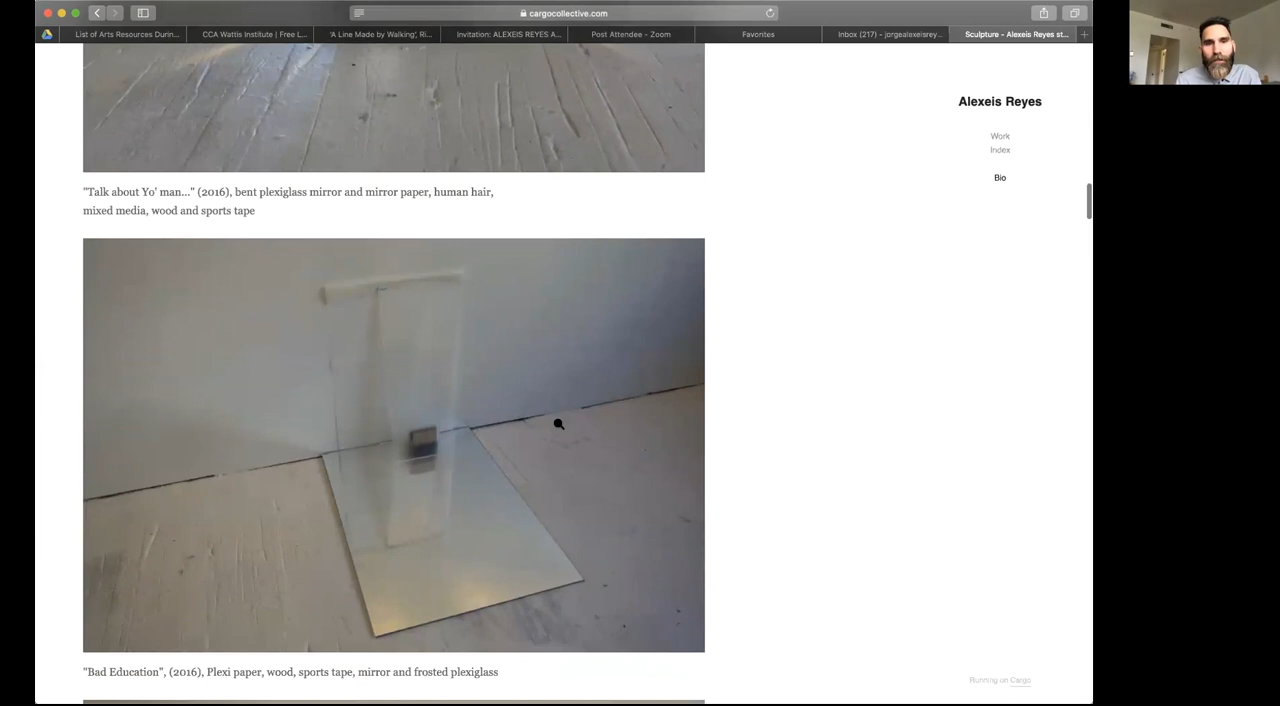 cargocollective.com
List of Arts Resources Durin...
CCA Wattis Institute | Free L...
'A Line Made by Walking', Ri...
Invitation: ALEXEIS REYES A...
Post Attendee - Zoom
Favorites
Inbox (217) - jorgealexeisrey...
Sculpture - Alexeis Reyes st...
Alexeis Reyes
Work
Index
Bio
"Talk about Yo' man..." (2016), bent plexiglass mirror and mirror paper, human hair,
mixed media, wood and sports tape
"Bad Education", (2016), Plexi paper, wood, sports tape, mirror and frosted plexiglass
Running on Cargo